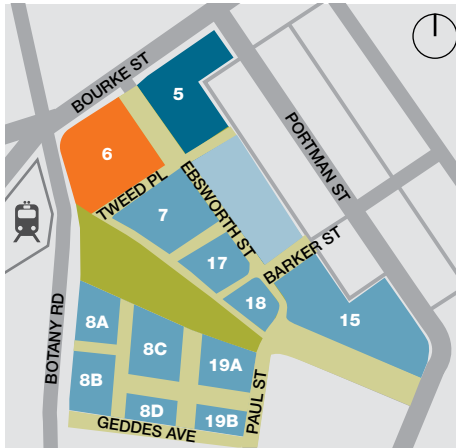 BOURKE ST
5
6
PORTMAN ST
TWEED PL
EBSWORTH ST
7
17
BARKER ST
18
15
BOTANY RD
8A
8C
19A
8B
PAUL ST
8D
19B
GEDDES AVE